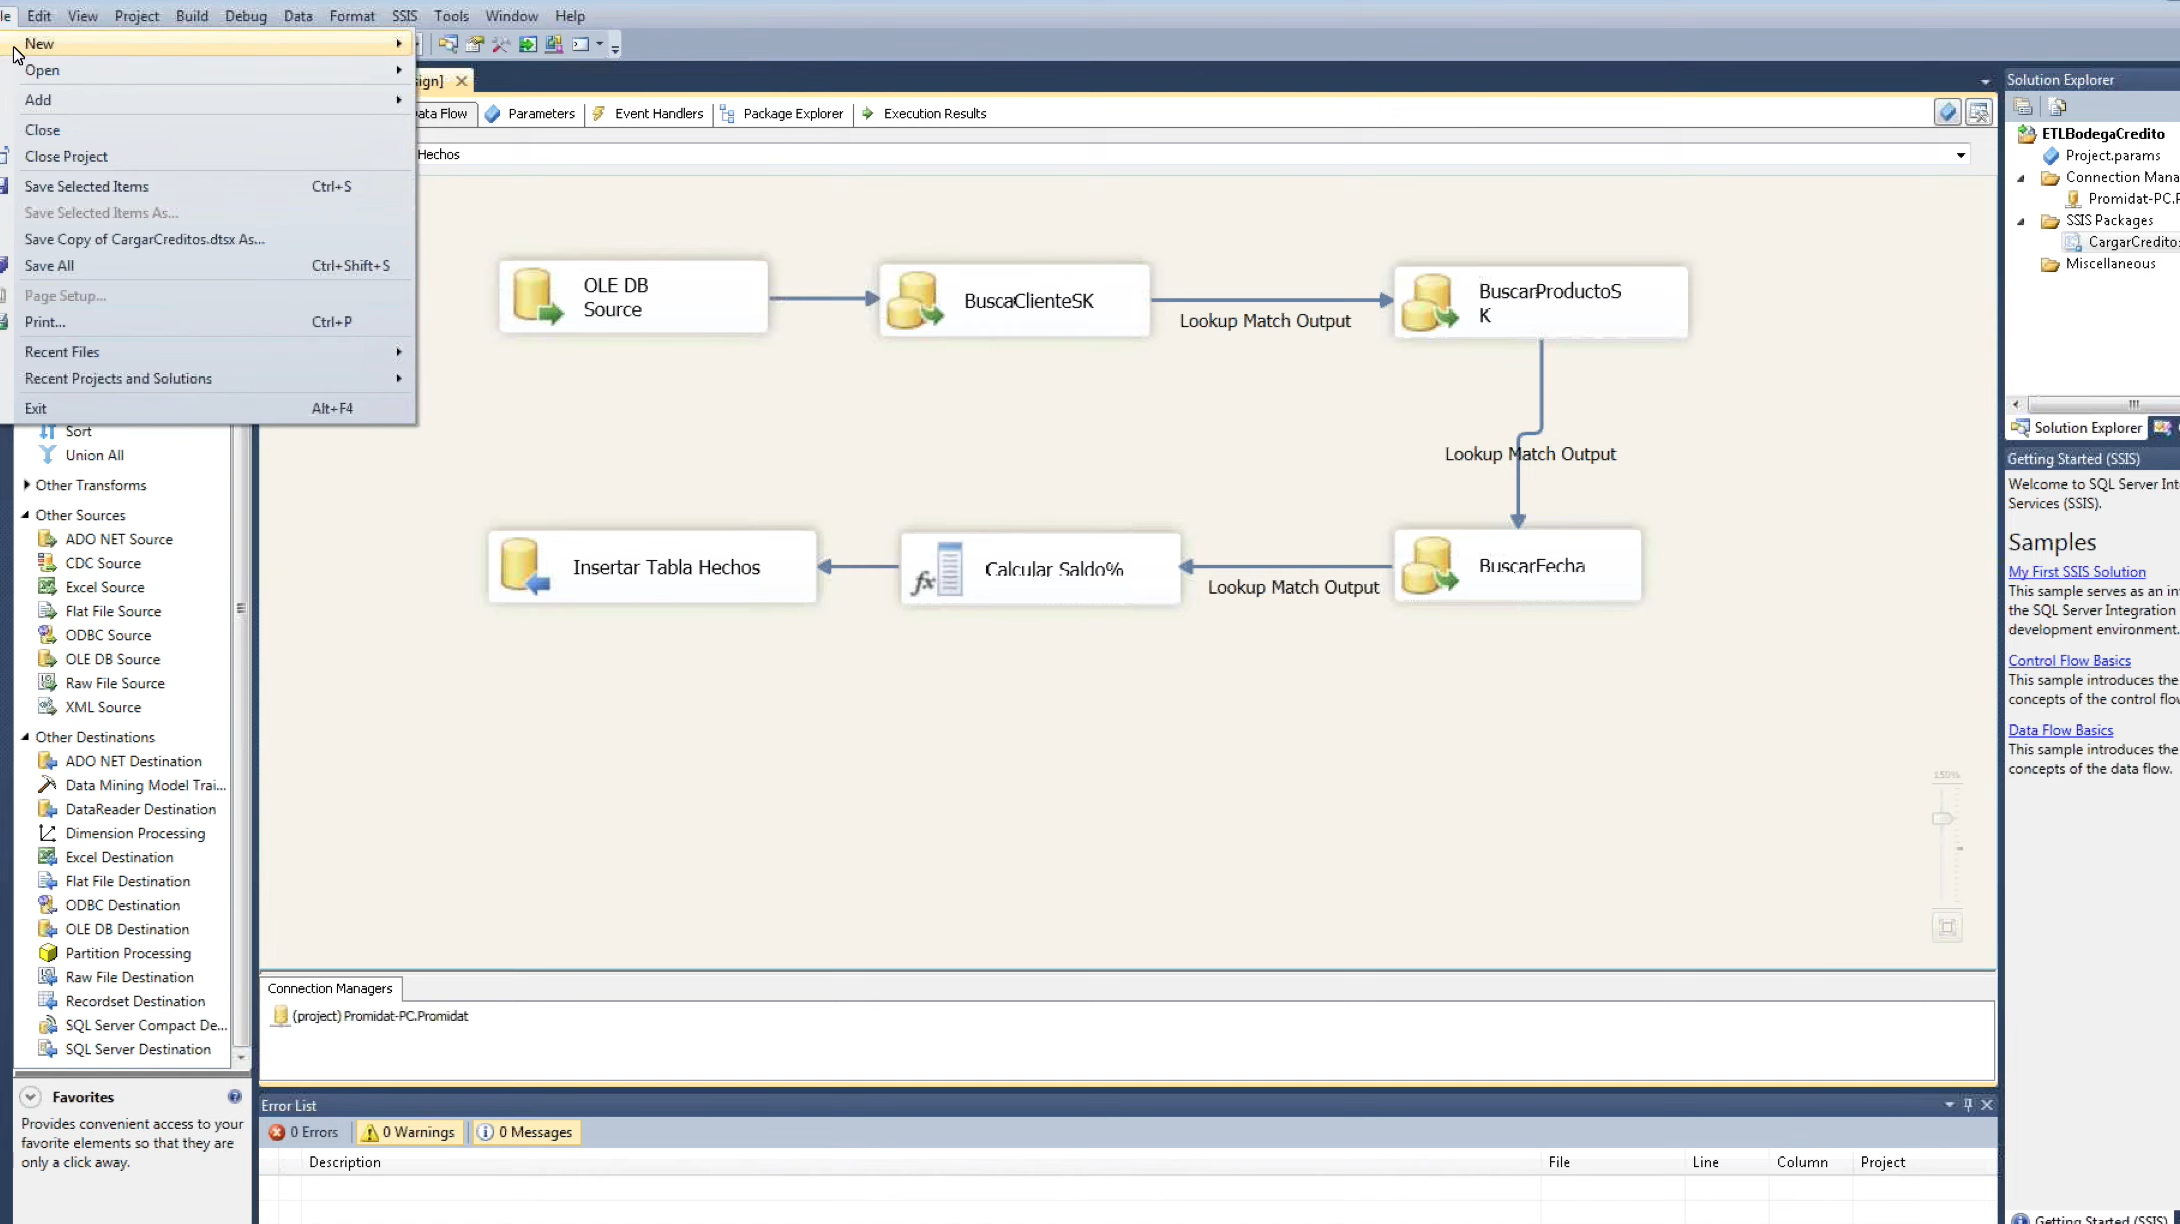 Edit View Project Build Debug Data Format SSIS Tools Window Help
New
Open
Add
Close
Close Project
Save Selected Items Ctrl+S
Save Selected Items As...
Save Copy of CargarCreditos.dtsx As...
Save All Ctrl+Shift+S
Page Setup...
Print... Ctrl+P
Recent Files
Recent Projects and Solutions
Exit Alt+F4
Sort
Union All
Other Transforms
Other Sources
ADO NET Source
CDC Source
Excel Source
Flat File Source
ODBC Source
OLE DB Source
Raw File Source
XML Source
Other Destinations
ADO NET Destination
Data Mining Model Trai...
DataReader Destination
Dimension Processing
Excel Destination
Flat File Destination
ODBC Destination
OLE DB Destination
Partition Processing
Raw File Destination
Recordset Destination
SQL Server Compact De...
SQL Server Destination
Favorites
Provides convenient access to your
favorite elements so that they are
only a click away.
sign]
Data Flow Parameters Event Handlers Package Explorer Execution Results
Hechos
OLE DB
Source
BuscaClienteSK
Lookup Match Output
BuscarProductoS
K
Lookup Match Output
Insertar Tabla Hechos
Calcular Saldo%
Lookup Match Output
BuscarFecha
150%
Connection Managers
(project) Promidat-PC.Promidat
Error List
0 Errors 0 Warnings 0 Messages
Description File Line Column Project
Solution Explorer
ETLBodegaCredito
Project.params
Connection Mana
Promidat-PC.P
SSIS Packages
CargarCredito
Miscellaneous
Solution Explorer
Getting Started (SSIS)
Welcome to SQL Server Int
Services (SSIS).
Samples
My First SSIS Solution
This sample serves as an in
the SQL Server Integration
development environment.
Control Flow Basics
This sample introduces the
concepts of the control flow
Data Flow Basics
This sample introduces the
concepts of the data flow.
Getting Started (SSIS)